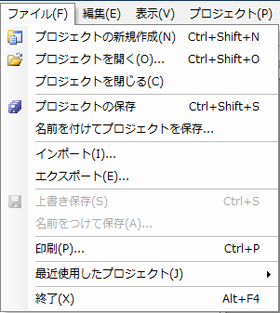 ファイル(F) 編集(E) 表示(V) プロジェクト(P)
プロジェクトの新規作成(N) Ctrl+Shift+N
プロジェクトを開く(O)... Ctrl+Shift+O
プロジェクトを閉じる(C)
プロジェクトの保存 Ctrl+Shift+S
名前を付けてプロジェクトを保存...
インポート(I)...
エクスポート(E)...
上書き保存(S) Ctrl+S
名前をつけて保存(A)...
印刷(P)... Ctrl+P
最近使用したプロジェクト(J)
終了(X) Alt+F4